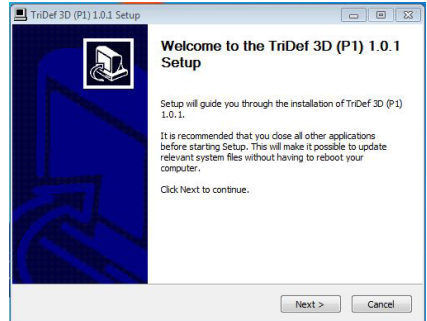 TriDef 3D (P1) 1.0.1 Setup
Welcome to the TriDef 3D (P1) 1.0.1
Setup
Setup will guide you through the installation of TriDef 3D (P1)
1.0.1.
It is recommended that you close all other applications
before starting Setup. This will make it possible to update
relevant system files without having to reboot your
computer.
Click Next to continue.
Next >
Cancel